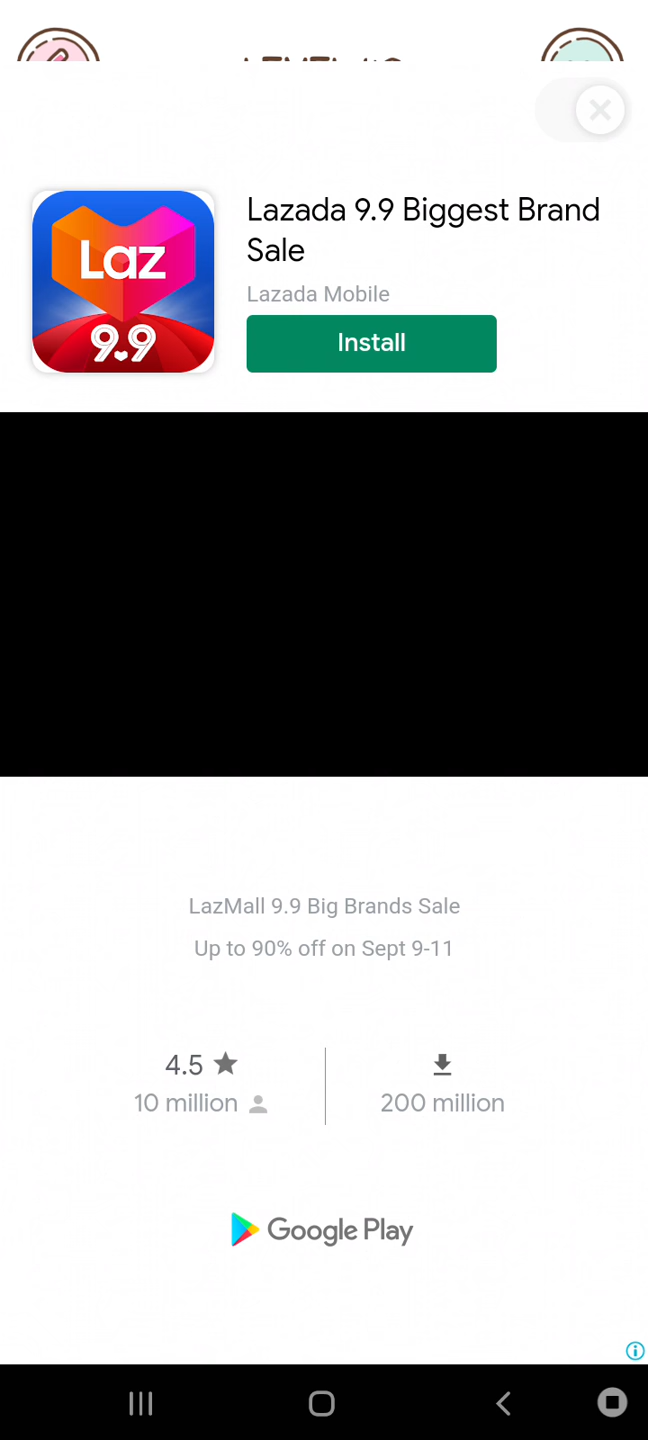 Lazada 9.9 Biggest Brand
Sale
Lazada Mobile
Laz
9.9
Install
LazMall 9.9 Big Brands Sale
Up to 90% off on Sept 9-11
4.5
10 million
200 million
Google Play